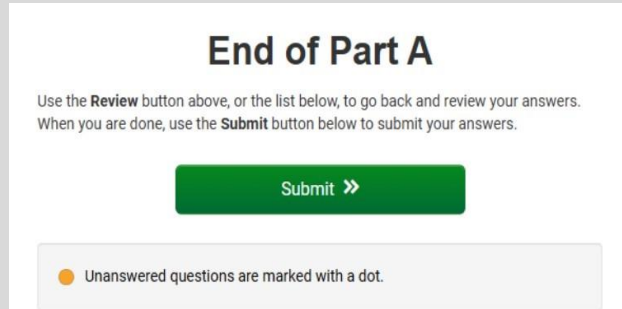 End of Part A
Use the Review button above, or the list below, to go back and review your answers.
When you are done, use the Submit button below to submit your answers.
Submit »
Unanswered questions are marked with a dot.